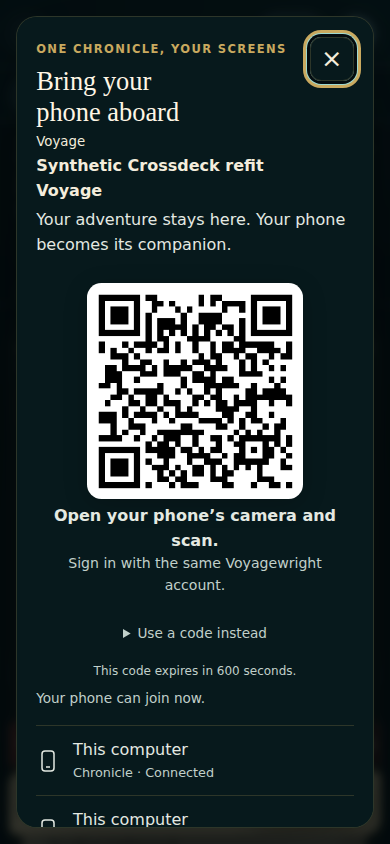 ONE CHRONICLE, YOUR SCREENS
Bring your
phone aboard
Voyage
Synthetic Crossdeck refit
Voyage
Your adventure stays here. Your phone
becomes its companion.
Open your phone’s camera and
scan.
Sign in with the same Voyagewright
account.
Use a code instead
This code expires in 600 seconds.
Your phone can join now.
This computer
Chronicle · Connected
This computer